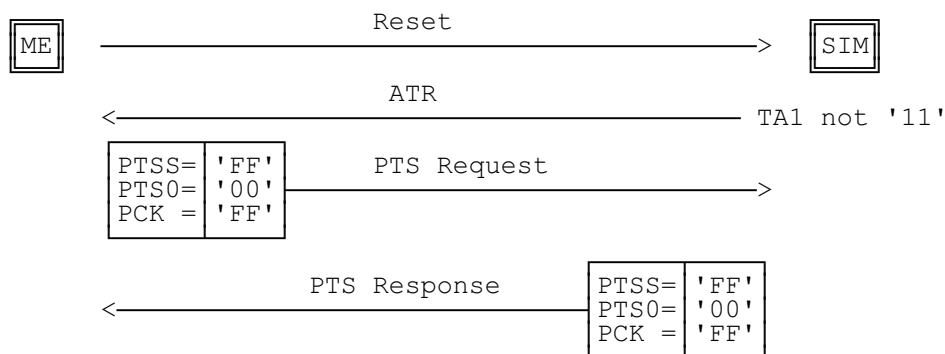 Reset
ME
SIM
ATR
TA1 not '11'
PTSS= 'FF'
PTS0= '00'
PCK = 'FF'
PTS Request
PTS Response
PTSS= 'FF'
PTS0= '00'
PCK = 'FF'